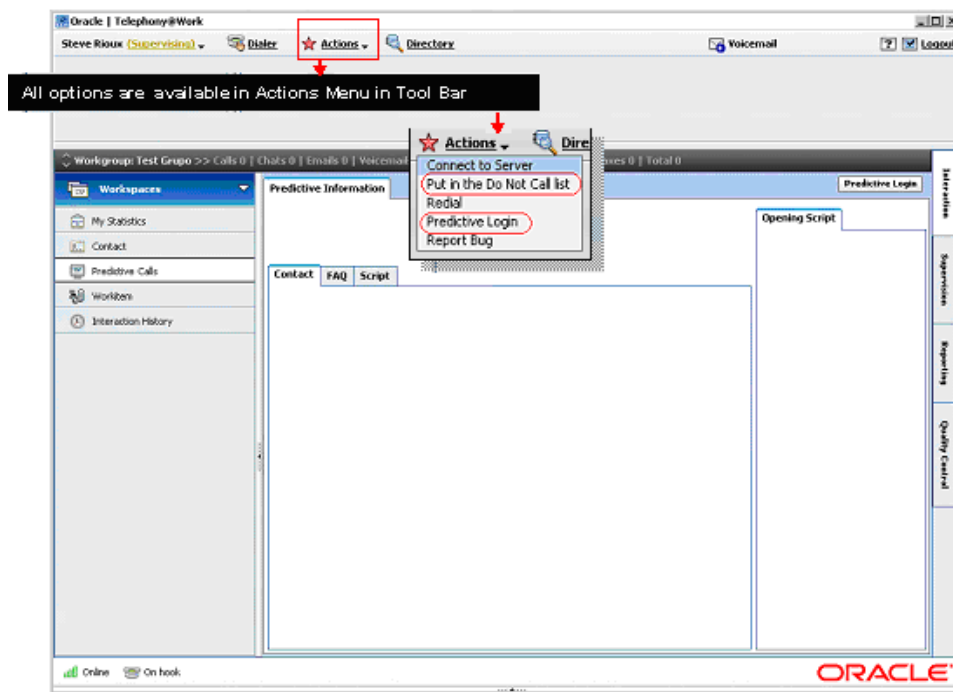 Oracle | Telephony@Work
Steve Rioux (Supervising) Dialer Actions Directory Voicemail ? Logout
All options are available in Actions Menu in Tool Bar
Actions Dire
Workgroup: Test Grupo >> Calls 0 | Chats 0 | Emails 0 | Voicemail 0 | Total 0
Connect to Server
Put in the Do Not Call list
Redial
Predictive Login
Report Bug
Workspaces
My Statistics
Contact
Predictive Calls
Workitem
Interaction History
Predictive Information
Predictive Login
Contact FAQ Script
Opening Script
Interaction
Supervision
Reporting
Quality Control
Online On hook
ORACLE